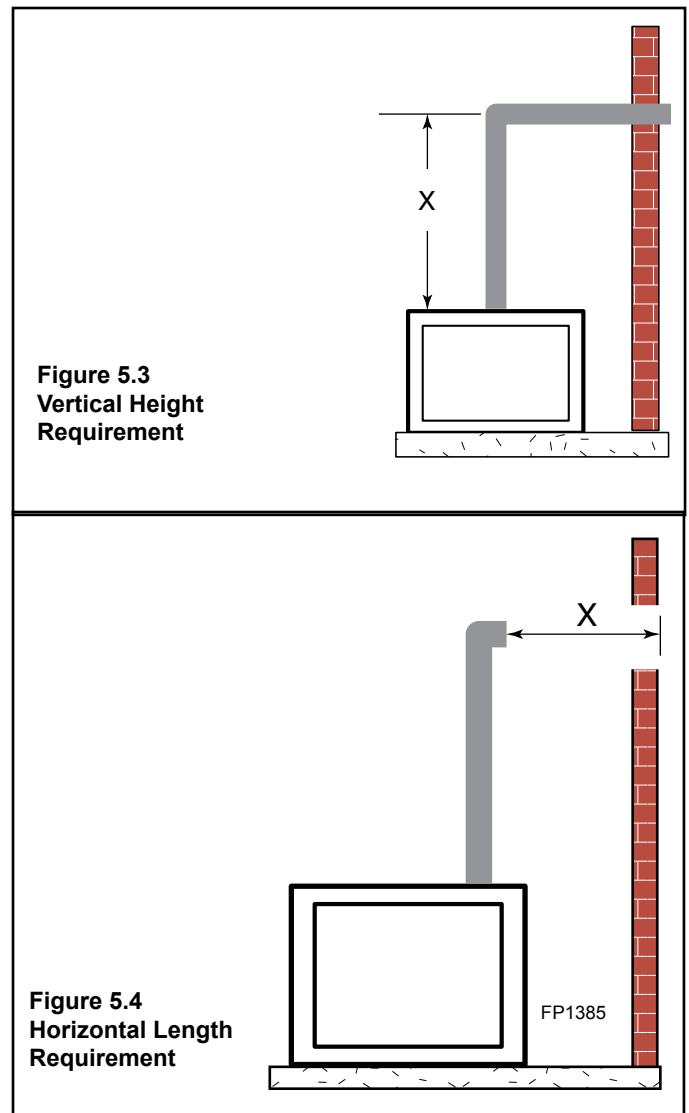 X
Figure 5.3
Vertical Height
Requirement
X
FP1385
Figure 5.4
Horizontal Length
Requirement